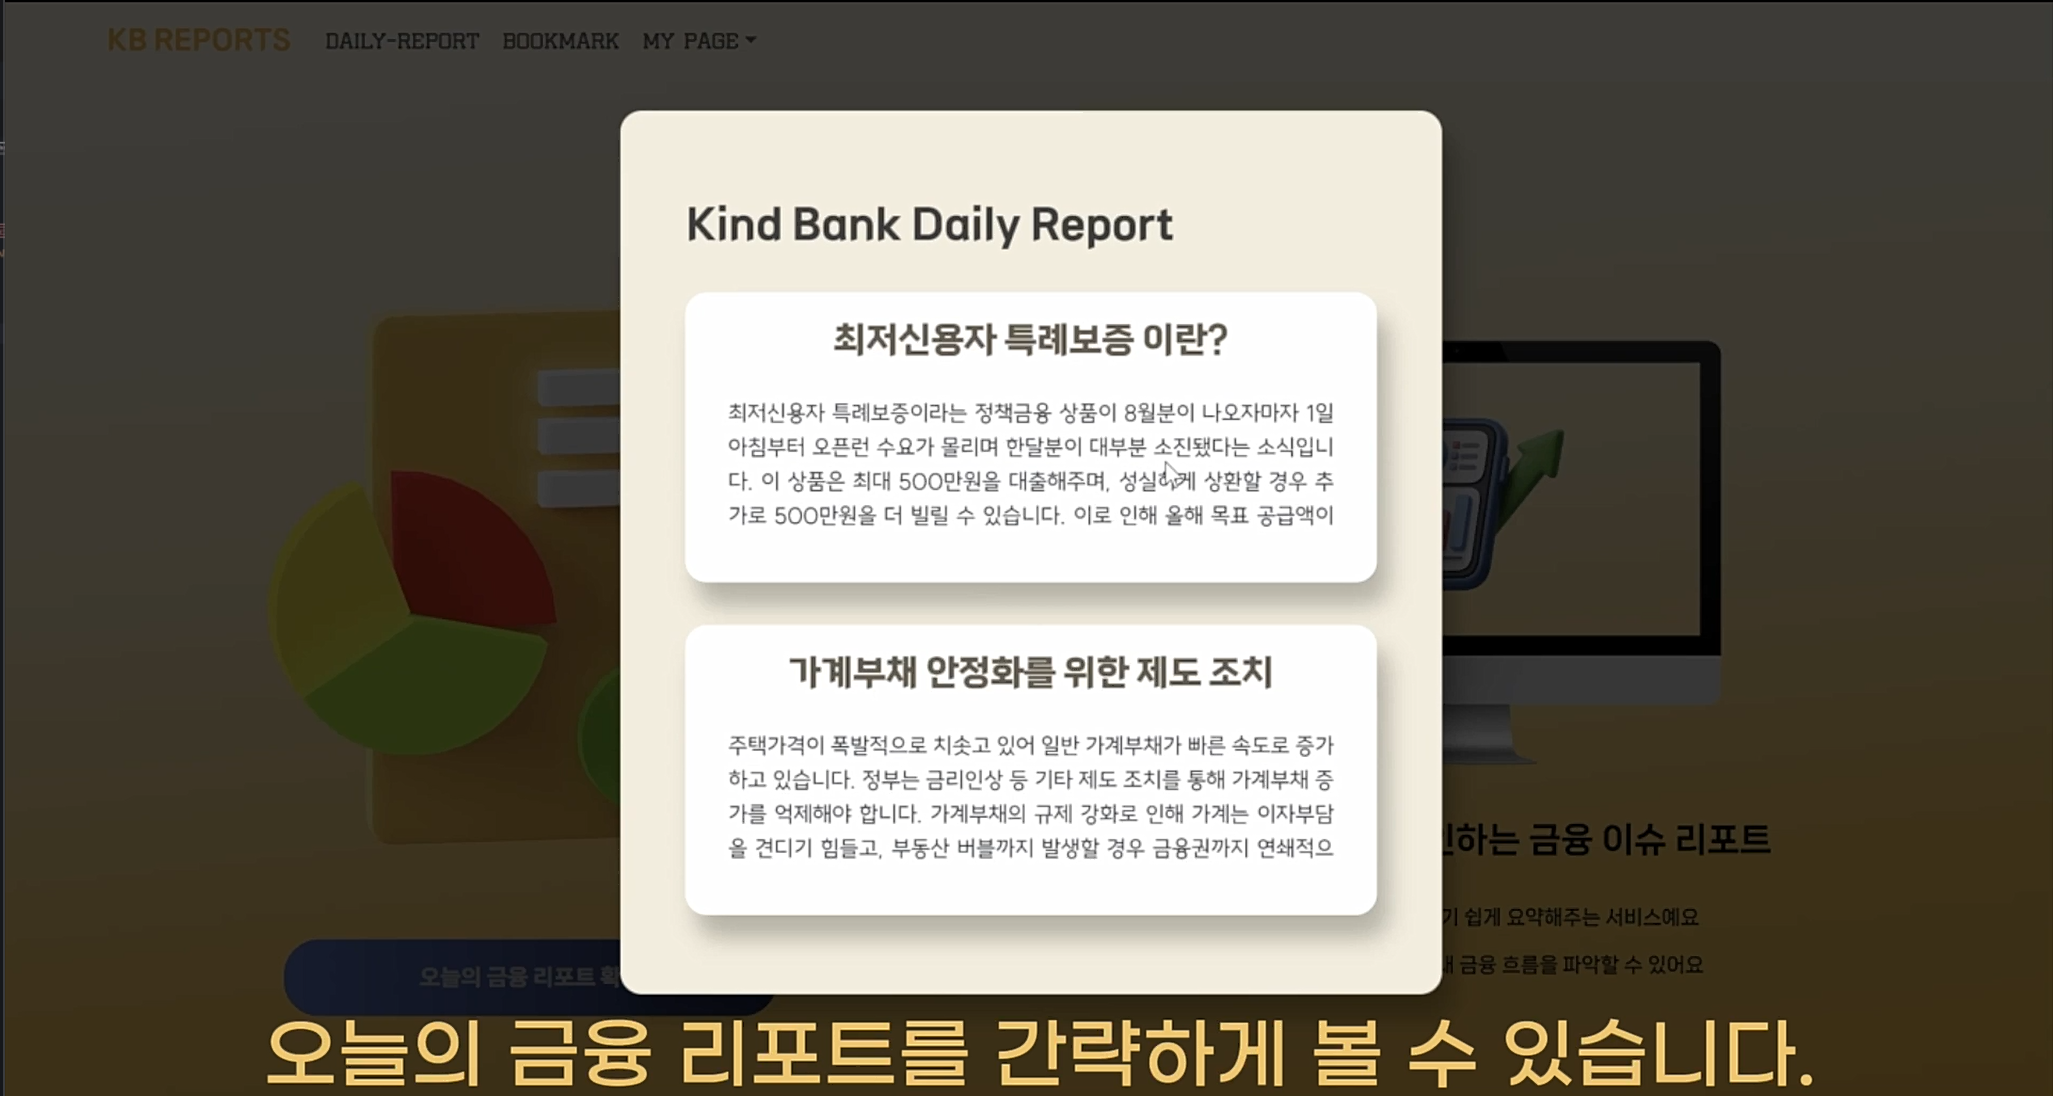 KB REPORTS DAILY-REPORT BOOKMARK MY PAGE
Kind Bank Daily Report
최저신용자 특례보증 이란?
최저신용자 특례보증이라는 정책금융 상품이 8월분이 나오자마자 1일
아침부터 오픈런 수요가 몰리며 한달분이 대부분 소진됐다는 소식입니
다. 이 상품은 최대 500만원을 대출해주며, 성실하게 상환할 경우 추
가로 500만원을 더 빌릴 수 있습니다. 이로 인해 올해 목표 공급액이
가계부채 안정화를 위한 제도 조치
주택가격이 폭발적으로 치솟고 있어 일반 가계부채가 빠른 속도로 증가
하고 있습니다. 정부는 금리인상 등 기타 제도 조치를 통해 가계부채 증
가를 억제해야 합니다. 가계부채의 규제 강화로 인해 가계는 이자부담
을 견디기 힘들고, 부동산 버블까지 발생할 경우 금융권까지 연쇄적으
금융 이슈 리포트
쉽게 요약해주는 서비스예요
금융 흐름을 파악할 수 있어요
오늘의 금융 리포트
오늘의 금융 리포트를 간략하게 볼 수 있습니다.